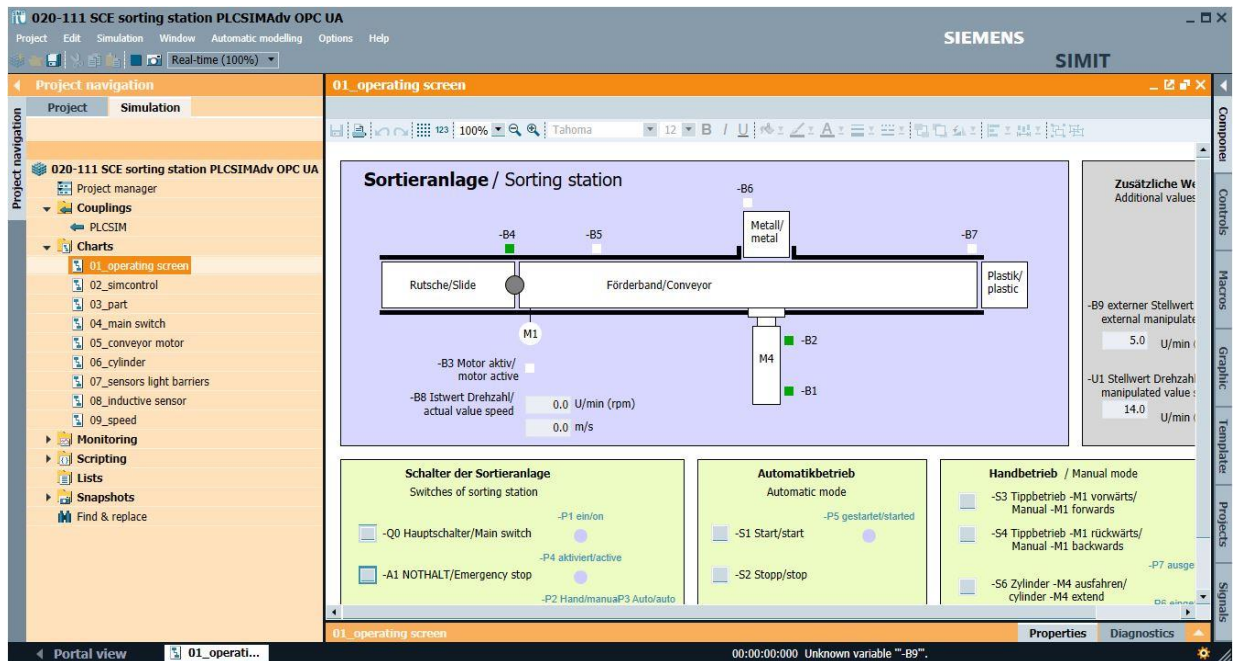 020-111 SCE sorting station PLCSIMAdv OPC UA
Project Edit Simulation Window Automatic modelling Options Help
SIEMENS
SIMIT
Real-time (100%)
Project navigation
01_operating screen
Project navigation
Project Simulation
100% Tahoma 12 B I U A
123
020-111 SCE sorting station PLCSIMAdv OPC UA
Project manager
Couplings
PLCSIM
Charts
01_operating screen
02_simcontrol
03_part
04_main switch
05_conveyor motor
06_cylinder
07_sensors light barriers
08_inductive sensor
09_speed
Monitoring
Scripting
Lists
Snapshots
Find & replace
Sortieranlage / Sorting station
-B6
Metall/
metal
-B4
-B5
-B7
Rutsche/Slide
Förderband/Conveyor
Plastik/
plastic
M1
M4
-B2
-B1
-B3 Motor aktiv/
motor active
-B8 Istwert Drehzahl/
actual value speed
0.0 U/min (rpm)
0.0 m/s
Zusätzliche We
Additional values
-B9 externer Stellwert
external manipulate
5.0 U/min (
-U1 Stellwert Drehzahl
manipulated value s
14.0
U/min (
Schalter der Sortieranlage
Switches of sorting station
-P1 ein/on
-Q0 Hauptschalter/Main switch
-P4 aktiviert/active
-A1 NOTHALT/Emergency stop
-P2 Hand/manuaP3 Auto/auto
Automatikbetrieb
Automatic mode
-P5 gestartet/started
-S1 Start/start
-S2 Stopp/stop
Handbetrieb / Manual mode
-S3 Tippbetrieb -M1 vorwärts/
Manual -M1 forwards
-S4 Tippbetrieb -M1 rückwärts/
Manual -M1 backwards
-P7 ausge
-S6 Zylinder -M4 ausfahren/
cylinder -M4 extend
Componei
Controls
Macros
Graphic
Template
Projects
Signals
01_operating screen
Properties Diagnostics
Portal view
01_operati...
00:00:00:000 Unknown variable "'-B9'".